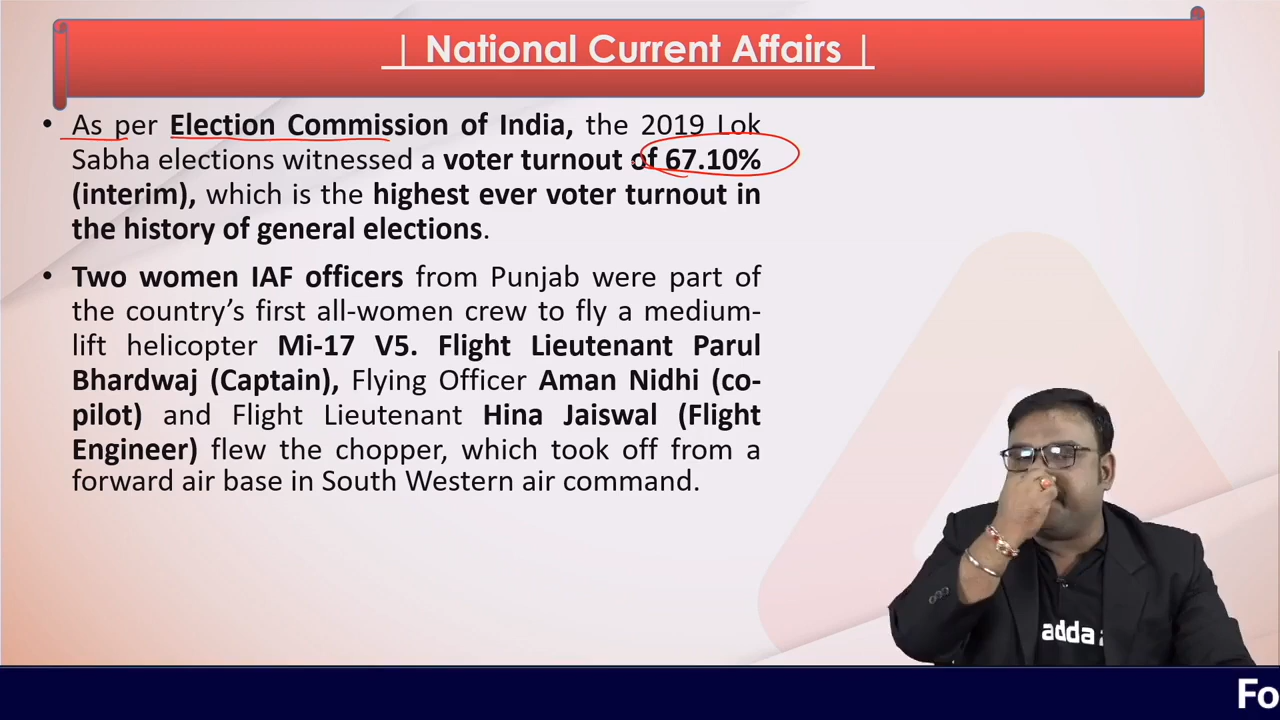 | National Current Affairs |
• As per Election Commission of India, the 2019 Lok
Sabha elections witnessed a voter turnout of 67.10%
(interim), which is the highest ever voter turnout in
the history of general elections.
• Two women IAF officers from Punjab were part of
the country’s first all-women crew to fly a medium-
lift helicopter Mi-17 V5. Flight Lieutenant Parul
Bhardwaj (Captain), Flying Officer Aman Nidhi (co-
pilot) and Flight Lieutenant Hina Jaiswal (Flight
Engineer) flew the chopper, which took off from a
forward air base in South Western air command.
adda
Fo